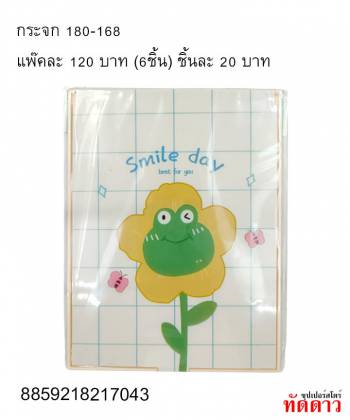 กระจก 180-168
แพ๊คละ 120 บาท (6ชิ้น) ชิ้นละ 20 บาท
Smile day
best for you
8859218217043
ซุปเปอร์สโตร์
ทัดดาว